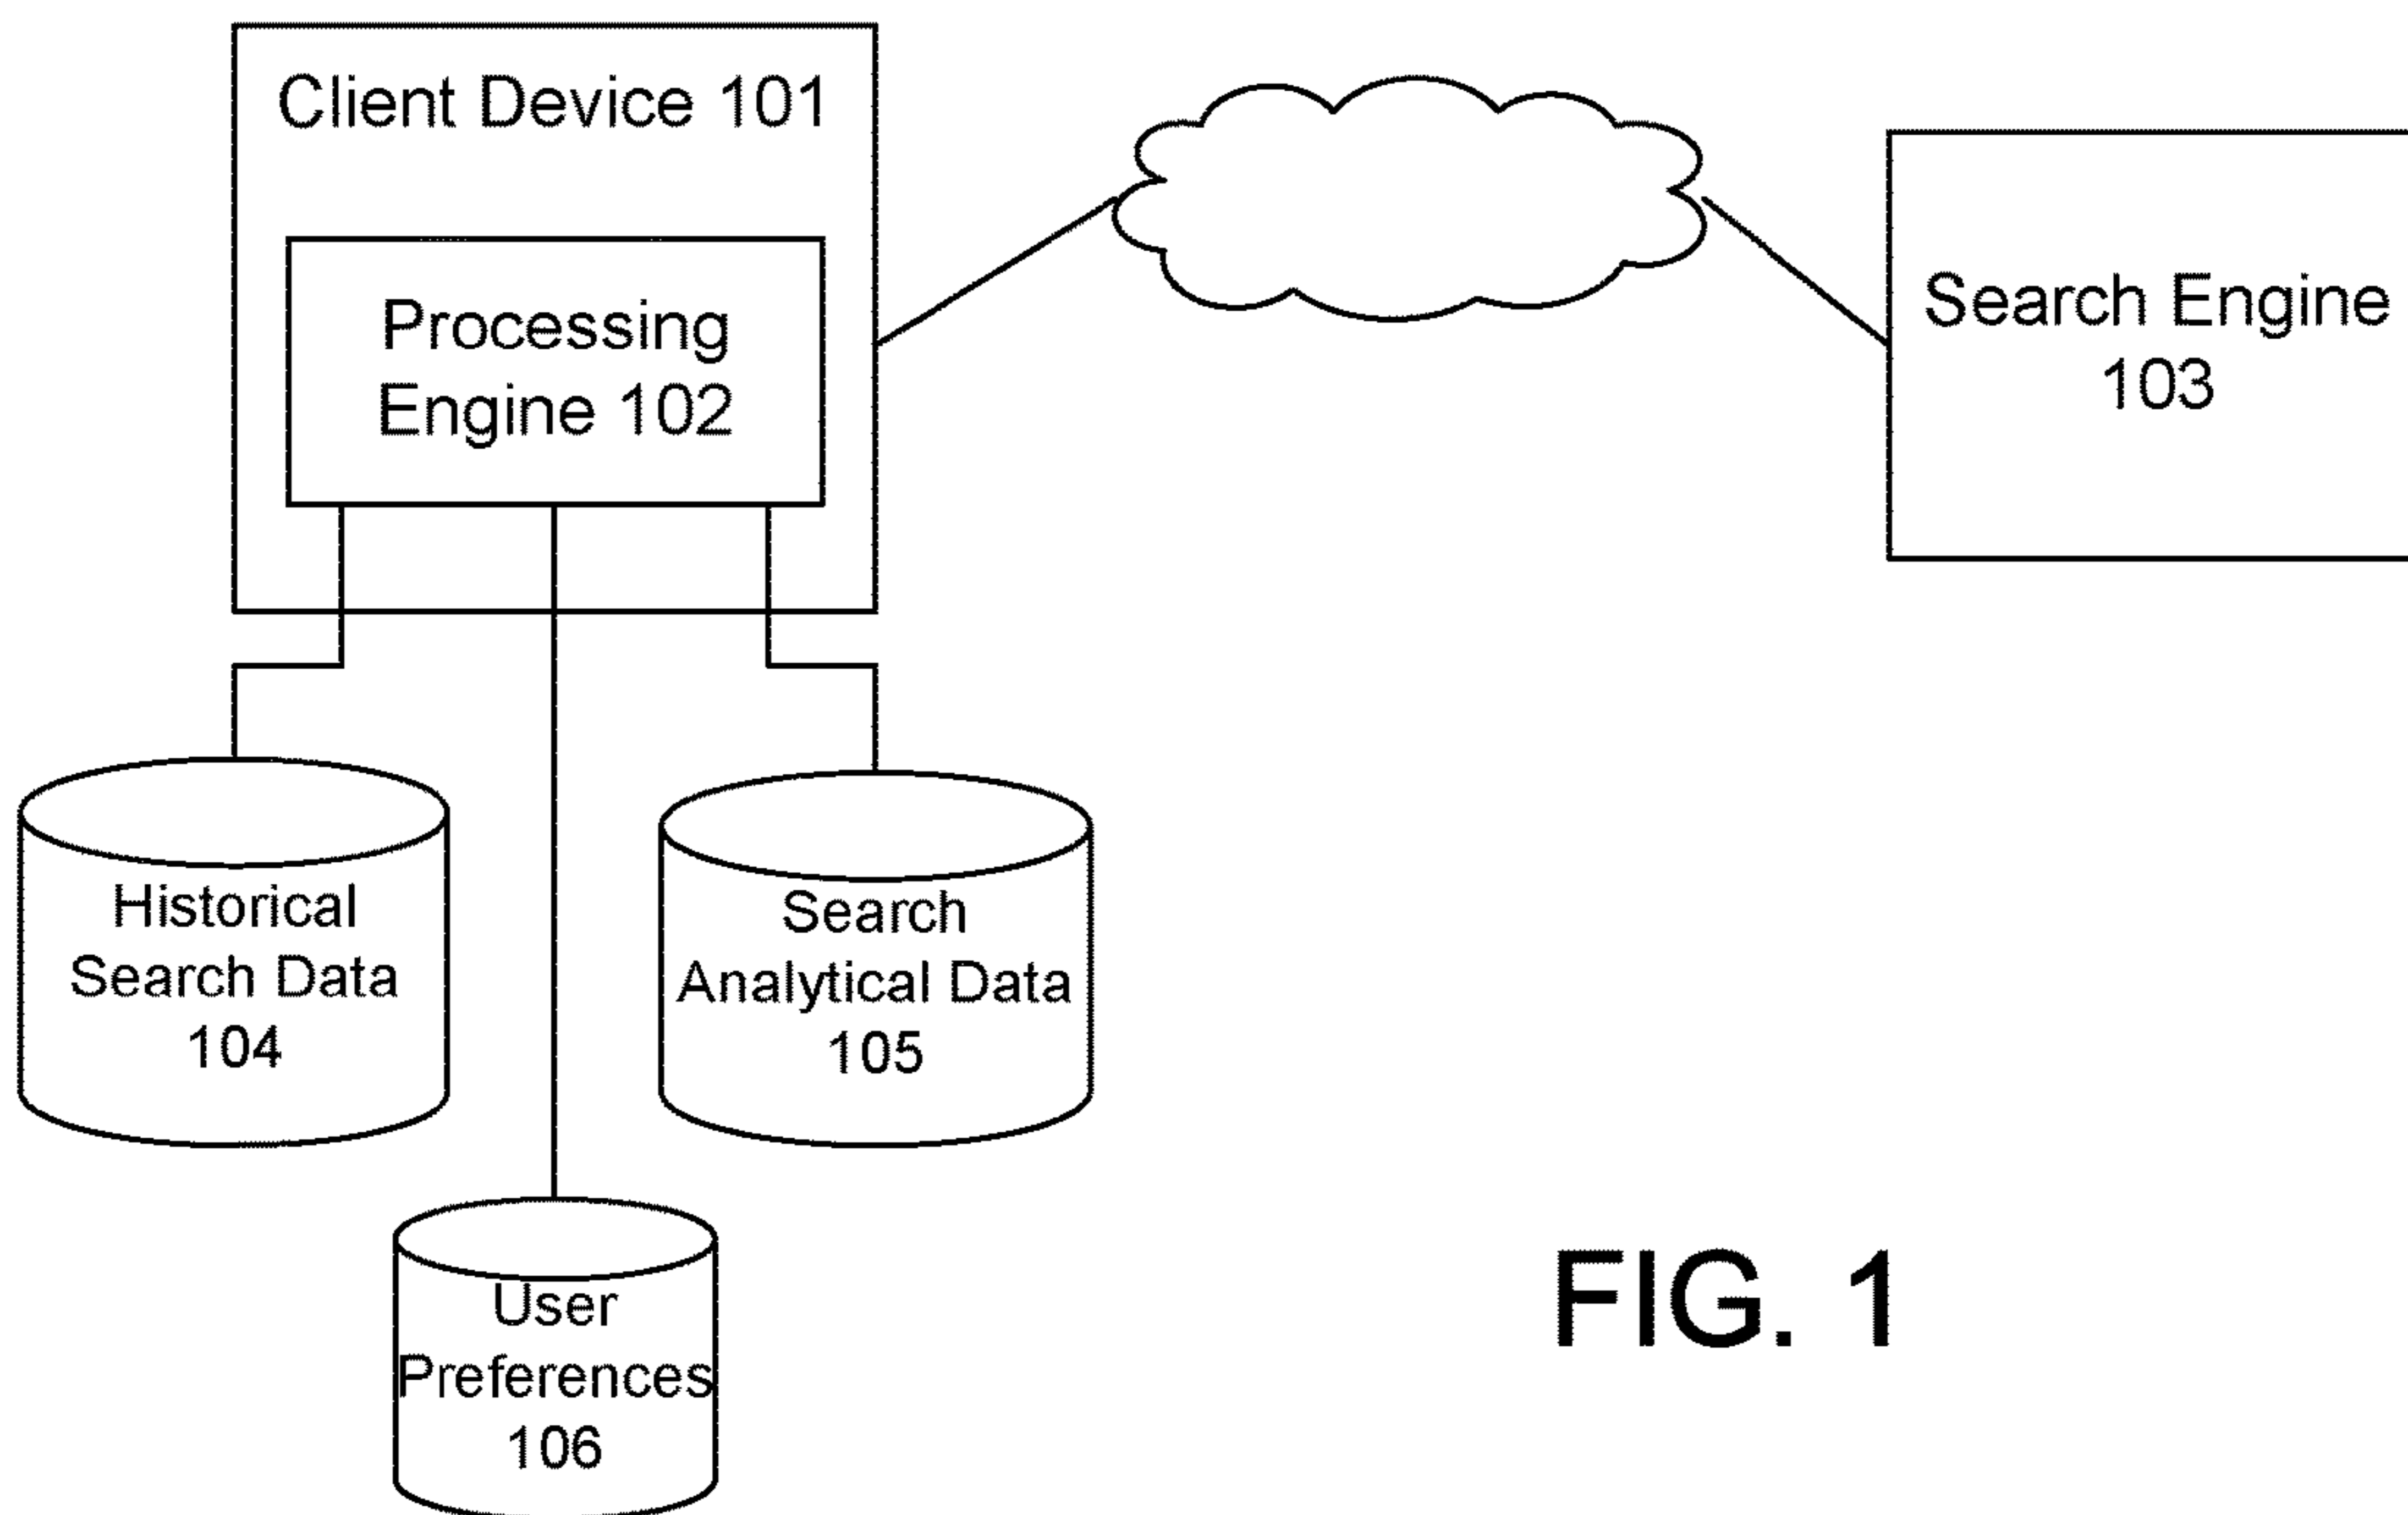 Client Device 101
Processing
Engine 102
Search Engine
103
Historical
Search Data
104
Search
Analytical Data
105
User
Preferences
106
FIG. 1